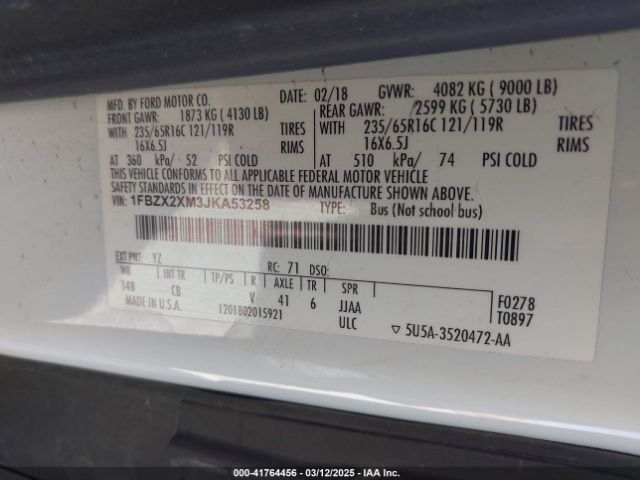 MFD. BY FORD MOTOR CO. DATE: 02/18 GVWR: 4082 KG ( 9000 LB)
FRONT GAWR: 1873 KG ( 4130 LB) REAR GAWR: 2599 KG ( 5730 LB)
WITH 235/65R16C 121/119R TIRES WITH 235/65R16C 121/119R TIRES
16X6.5J RIMS 16X6.5J RIMS
AT 360 kPa/ 52 PSI COLD AT 510 kPa/ 74 PSI COLD
THIS VEHICLE CONFORMS TO ALL APPLICABLE FEDERAL MOTOR VEHICLE
SAFETY STANDARDS IN EFFECT ON THE DATE OF MANUFACTURE SHOWN ABOVE.
VIN: 1FBZX2XM3JKA53258 TYPE: Bus (Not school bus)
EXT PNT: YZ RC: 71 DSO:
WB INT TR TP/PS R AXLE TR SPR
148 CB V 41 6 JJAA F0278
MADE IN U.S.A. 1201802015921 ULC T0897
▽ 5U5A-3520472-AA
STOCK #: 41764456 — 03/12/2025 — IAA Inc.